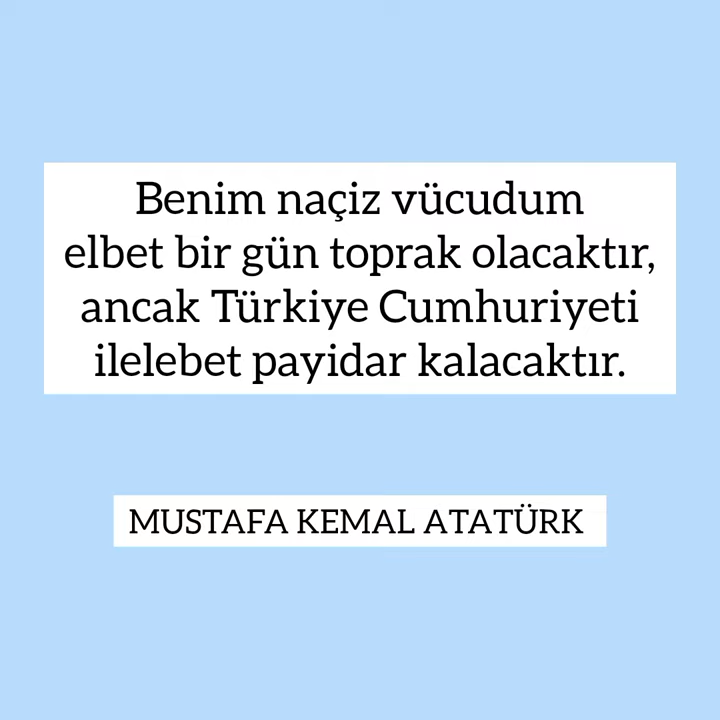 Benim naçiz vücudum
elbet bir gün toprak olacaktır,
ancak Türkiye Cumhuriyeti
ilelebet payidar kalacaktır.
MUSTAFA KEMAL ATATÜRK